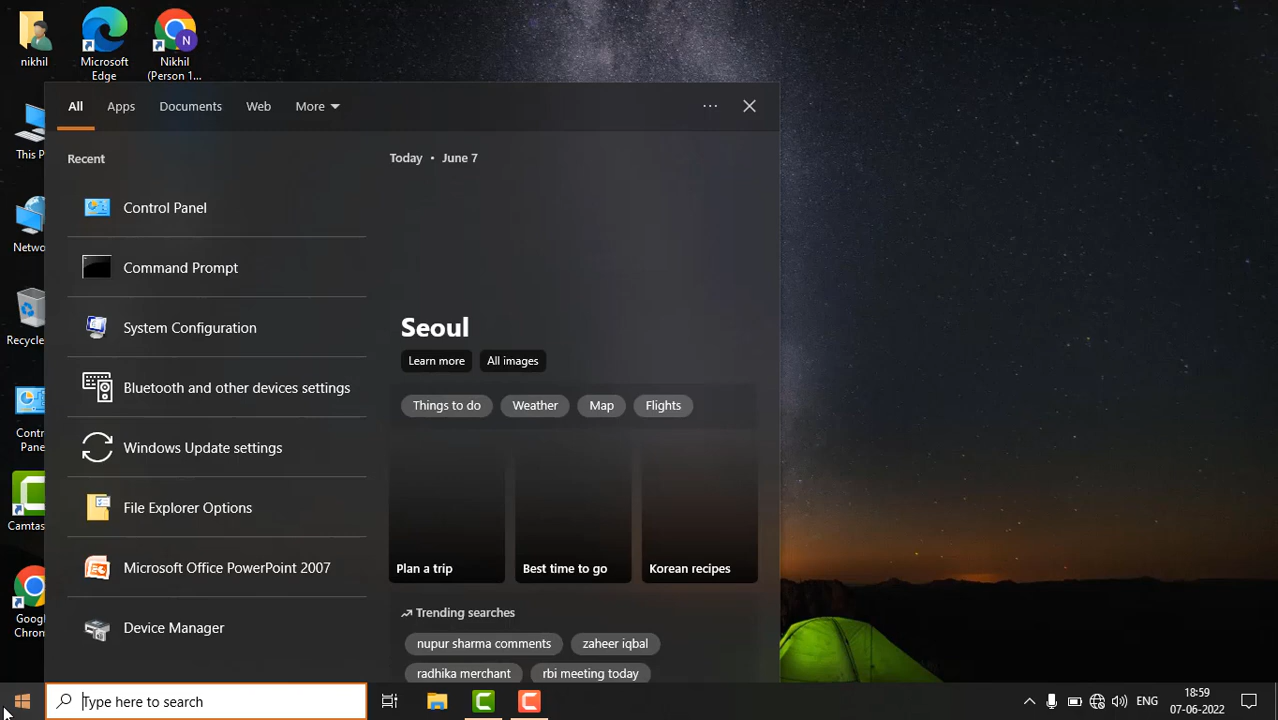 nikhil
Microsoft
Edge
Nikhil
(Person 1...
N
This P
Netwo
Recycle
Contr
Pane
Camtas
Googl
Chron
All
Apps
Documents
Web
More
Recent
Control Panel
Command Prompt
System Configuration
Bluetooth and other devices settings
Windows Update settings
File Explorer Options
Microsoft Office PowerPoint 2007
Device Manager
Today • June 7
Seoul
Learn more
All images
Things to do
Weather
Map
Flights
Plan a trip
Best time to go
Korean recipes
Trending searches
nupur sharma comments
zaheer iqbal
radhika merchant
rbi meeting today
Type here to search
ENG
18:59
07-06-2022